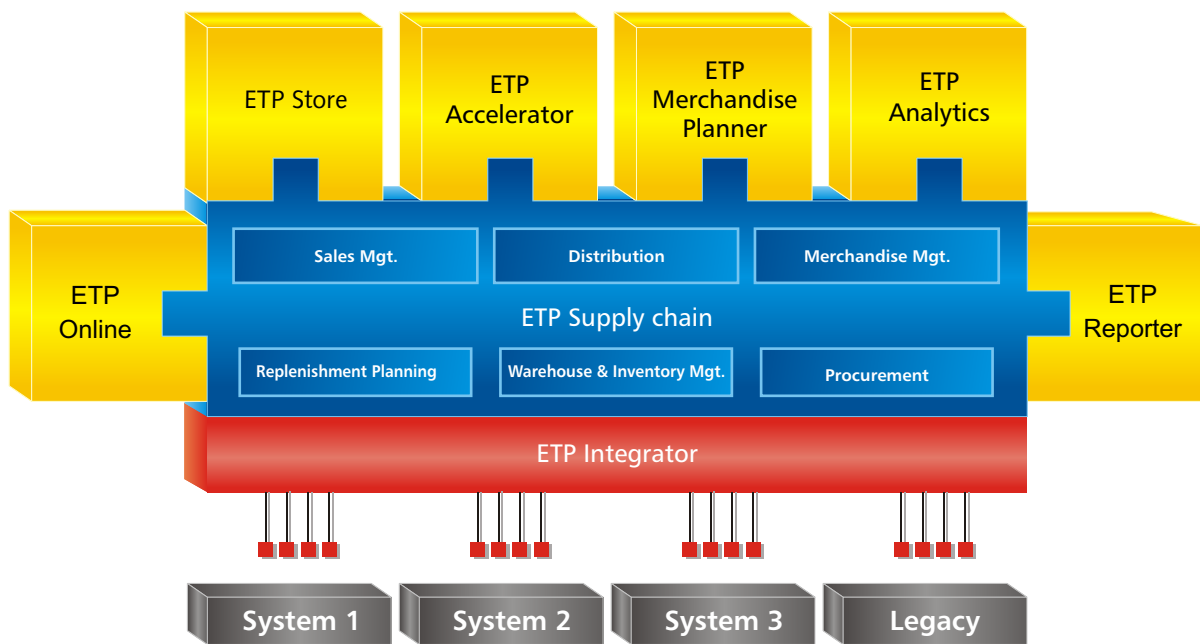 ETP Store
ETP
Accelerator
ETP
Merchandise
Planner
ETP
Analytics
Sales Mgt.
Distribution
Merchandise Mgt.
ETP
Online
ETP Supply chain
ETP
Reporter
Replenishment Planning
Warehouse & Inventory Mgt.
Procurement
ETP Integrator
System 1
System 2
System 3
Legacy